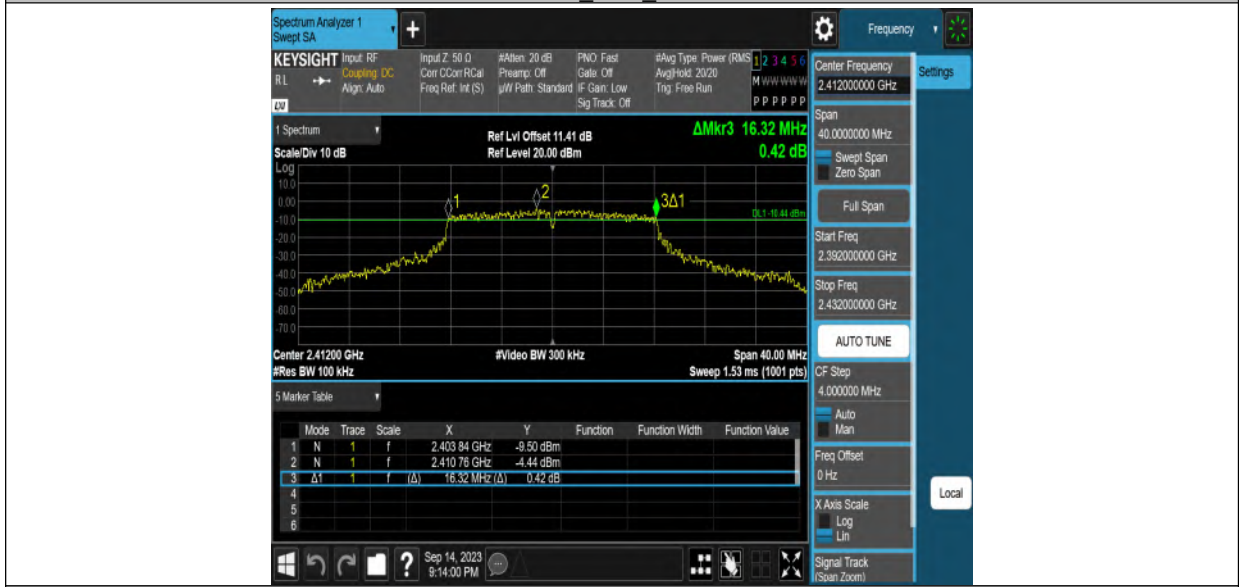 Spectrum Analyzer 1
Swept SA
Frequency
KEYSIGHT Input: RF
R L Coupling: DC
Align: Auto
Input Z: 50 Ω
Corr CCorr RCal
Freq Ref: Int (S)
#Atten: 20 dB
Preamp: Off
µW Path: Standard
PNO: Fast
Gate: Off
IF Gain: Low
Sig Track: Off
#Avg Type: Power (RMS
Avg|Hold: 20/20
Trig: Free Run
1 2 3 4 5 6
M W W W W W
P P P P P P
1 Spectrum
Scale/Div 10 dB
Ref Lvl Offset 11.41 dB
Ref Level 20.00 dBm
ΔMkr3 16.32 MHz
0.42 dB
Log
10.0
0.00
-10.0
-20.0
-30.0
-40.0
-50.0
-60.0
-70.0
1
2
3Δ1
DL1 -10.44 dBm
Center 2.41200 GHz
#Res BW 100 kHz
#Video BW 300 kHz
Span 40.00 MHz
Sweep 1.53 ms (1001 pts)
5 Marker Table
Mode Trace Scale X Y Function Function Width Function Value
1 N 1 f 2.403 84 GHz -9.50 dBm
2 N 1 f 2.410 76 GHz -4.44 dBm
3 Δ1 1 f (Δ) 16.32 MHz (Δ) 0.42 dB
4
5
6
Sep 14, 2023
9:14:00 PM
Center Frequency
2.412000000 GHz
Settings
Span
40.0000000 MHz
Swept Span
Zero Span
Full Span
Start Freq
2.392000000 GHz
Stop Freq
2.432000000 GHz
AUTO TUNE
CF Step
4.000000 MHz
Auto
Man
Freq Offset
0 Hz
X Axis Scale
Log
Lin
Local
Signal Track
(Span Zoom)